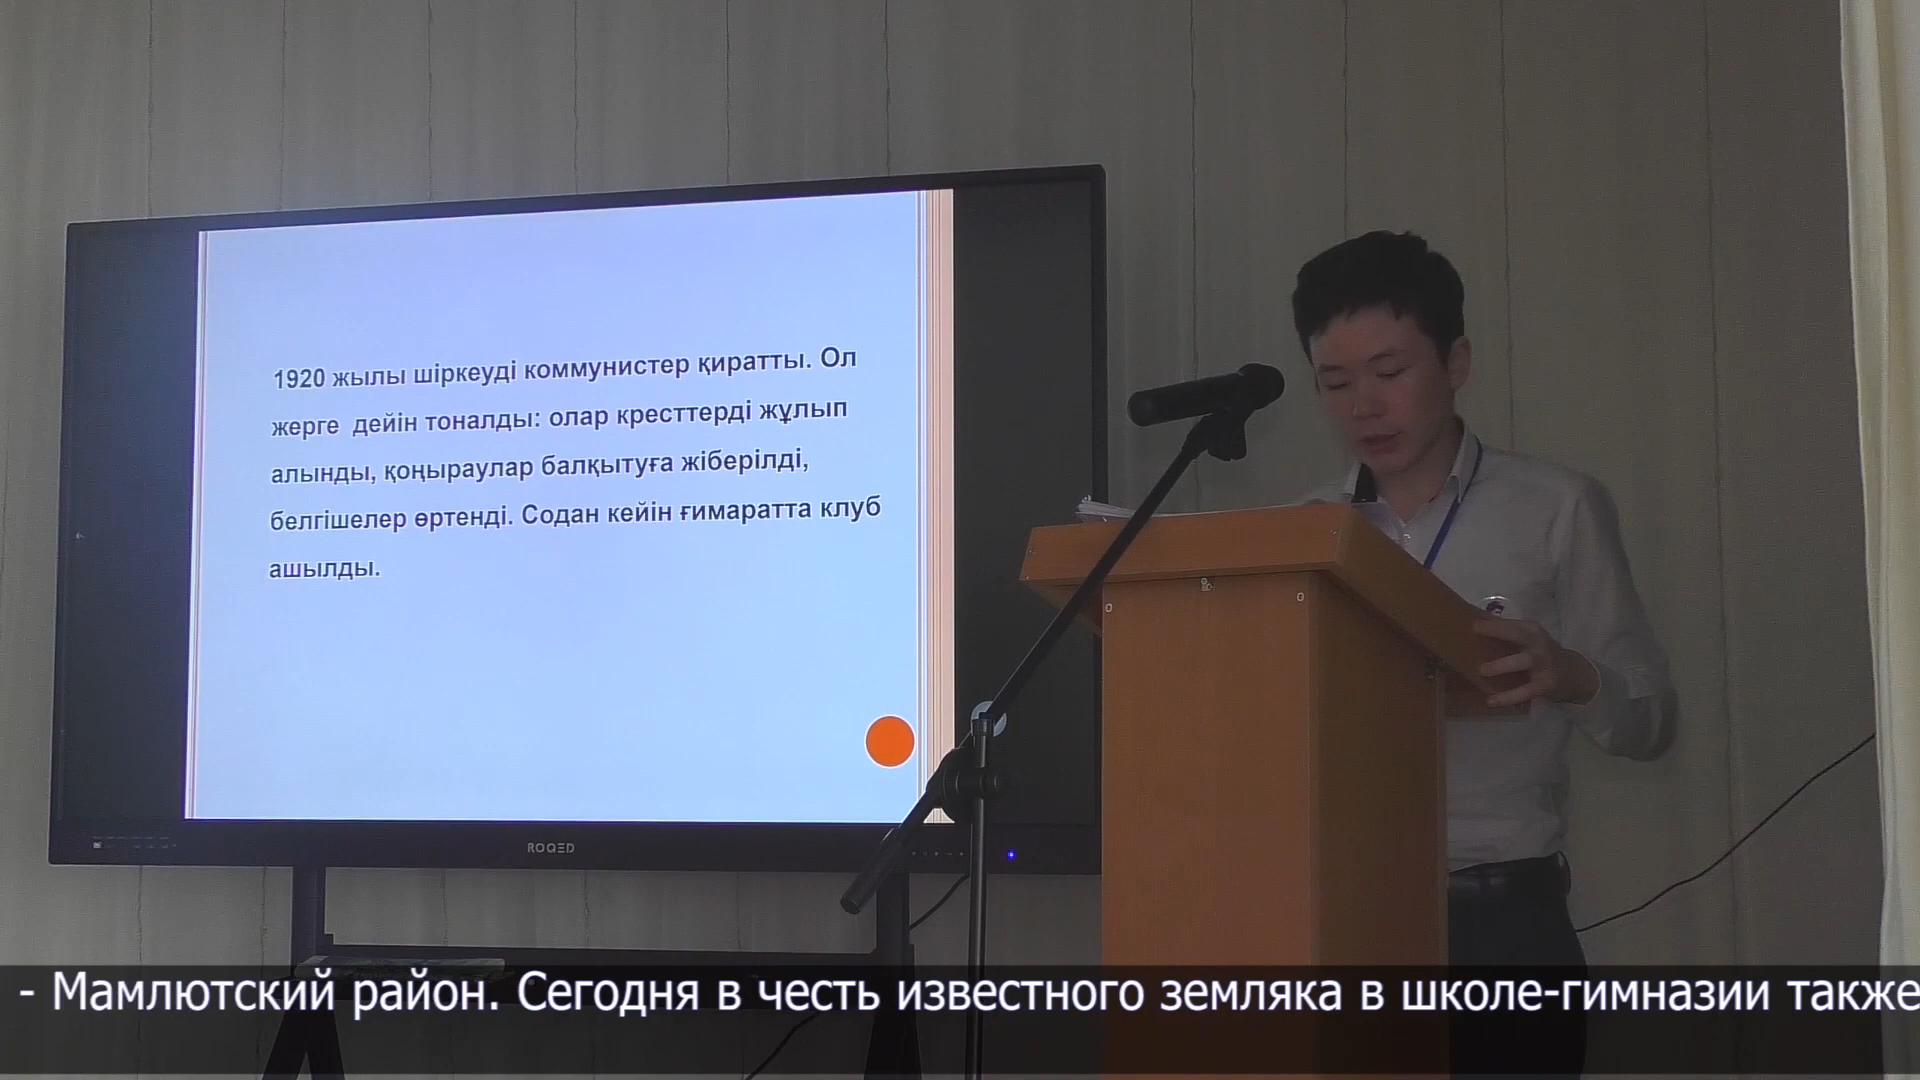 1920 жылы шіркеуді коммунистер қиратты. Ол
жерге дейін тоналды: олар кресттерді жұлып
алынды, қоңыраулар балқытуға жіберілді,
белгішелер өртенді. Содан кейін ғимаратта клуб
ашылды.
ROQED
- Мамлютский район. Сегодня в честь известного земляка в школе-гимназии также